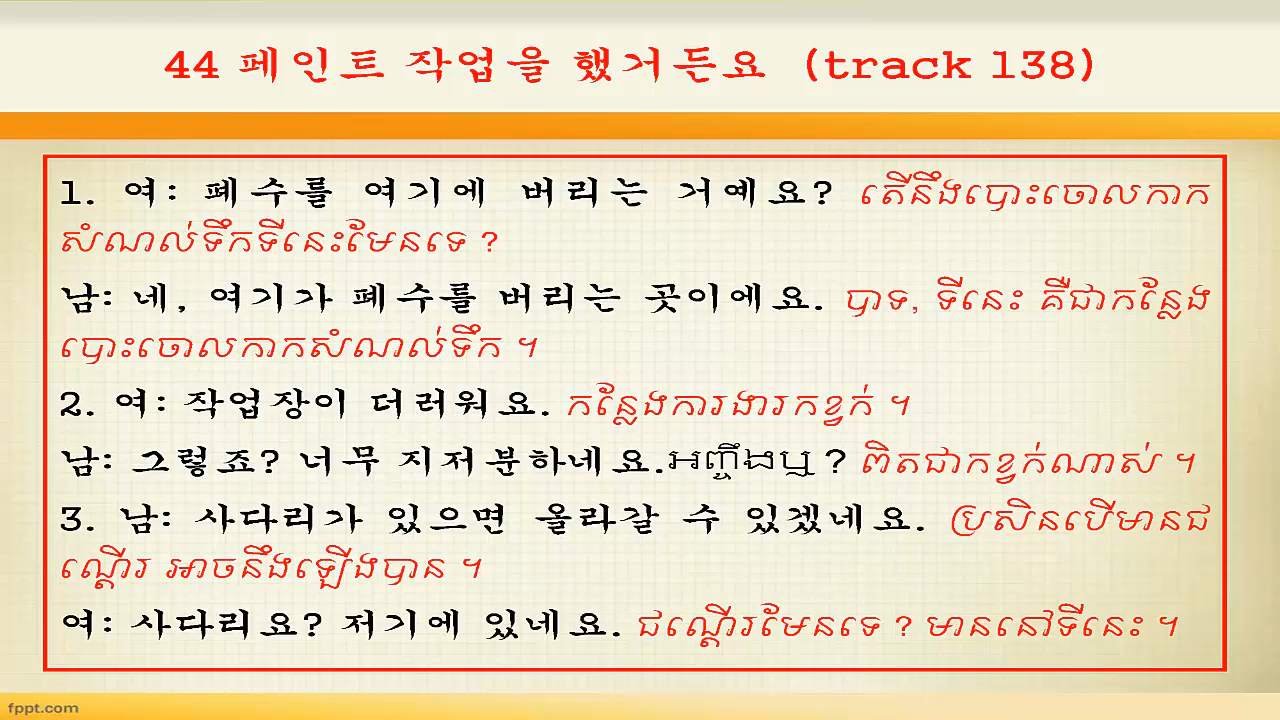 44 페인트 작업을 했거든요 (track 138)
1. 여: 폐수를 여기에 버리는 거예요? តើនឹងបោះចោលកាក
សំណល់ទឹកទីនេះមែនទេ ?
남: 네, 여기가 폐수를 버리는 곳이에요. បាទ, ទីនេះ គឺជាកន្លែង
បោះចោលកាកសំណល់ទឹក ។
2. 여: 작업장이 더러워요. កន្លែងការងារកខ្វក់ ។
남: 그렇죠? 너무 지저분하네요.អញ្ចឹងឬ ? ពិតជាកខ្វក់ណាស់ ។
3. 남: 사다리가 있으면 올라갈 수 있겠네요. ប្រសិនបើមានជ
ណ្តើរ អាចនឹងឡើងបាន ។
여: 사다리요? 저기에 있네요. ជណ្តើរមែនទេ ? មាននៅទីនេះ ។
fppt.com